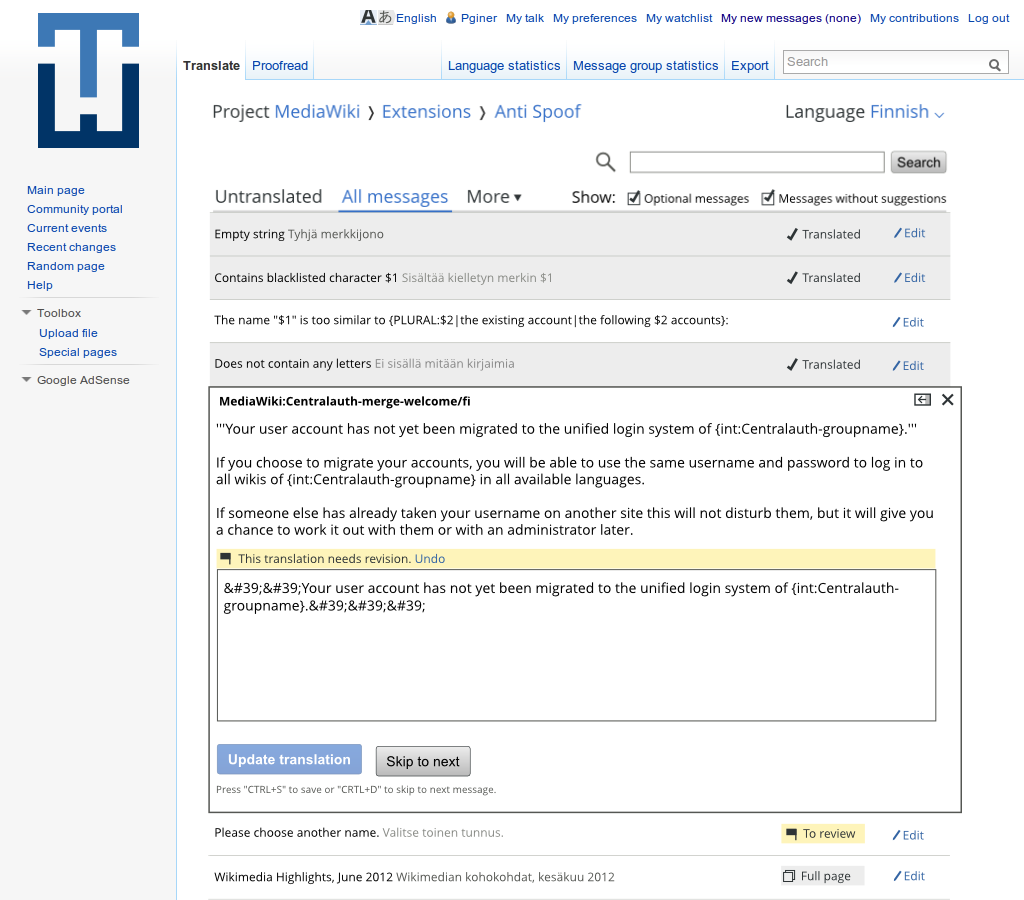 A あ English Pginer My talk My preferences My watchlist My new messages (none) My contributions Log out
Translate Proofread Language statistics Message group statistics Export Search
Project MediaWiki ❭ Extensions ❭ Anti Spoof Language Finnish
Search
Untranslated All messages More ▾ Show: Optional messages Messages without suggestions
Main page
Community portal
Current events
Recent changes
Random page
Help
Toolbox
Upload file
Special pages
Google AdSense
Empty string Tyhjä merkkijono Translated Edit
Contains blacklisted character $1 Sisältää kielletyn merkin $1 Translated Edit
The name "$1" is too similar to {PLURAL:$2|the existing account|the following $2 accounts}: Edit
Does not contain any letters Ei sisällä mitään kirjaimia Translated Edit
MediaWiki:Centralauth-merge-welcome/fi
'''Your user account has not yet been migrated to the unified login system of {int:Centralauth-groupname}.'''
If you choose to migrate your accounts, you will be able to use the same username and password to log in to
all wikis of {int:Centralauth-groupname} in all available languages.
If someone else has already taken your username on another site this will not disturb them, but it will give you
a chance to work it out with them or with an administrator later.
This translation needs revision. Undo
&#39;&#39;Your user account has not yet been migrated to the unified login system of {int:Centralauth-
groupname}.&#39;&#39;&#39;
Update translation Skip to next
Press "CTRL+S" to save or "CRTL+D" to skip to next message.
Please choose another name. Valitse toinen tunnus. To review Edit
Wikimedia Highlights, June 2012 Wikimedian kohokohdat, kesäkuu 2012 Full page Edit